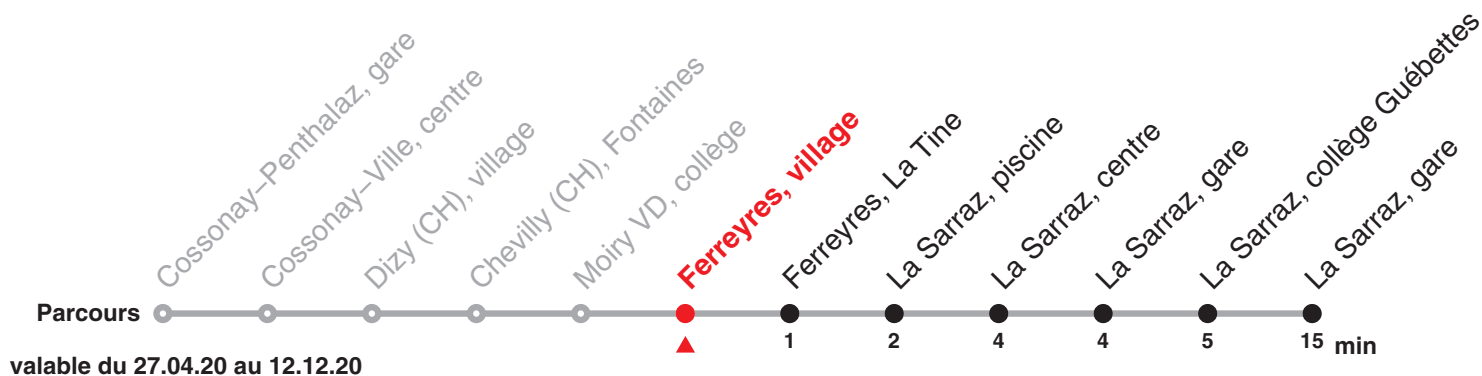 Cossonay–Penthalaz, gare
Cossonay–Ville, centre
Dizy (CH), village
Chevilly (CH), Fontaines
Moiry VD, collège
Ferreyres, village
Ferreyres, La Tine
La Sarraz, piscine
La Sarraz, centre
La Sarraz, gare
La Sarraz, collège Guébettes
La Sarraz, gare
Parcours
1 2 4 4 5 15 min
valable du 27.04.20 au 12.12.20